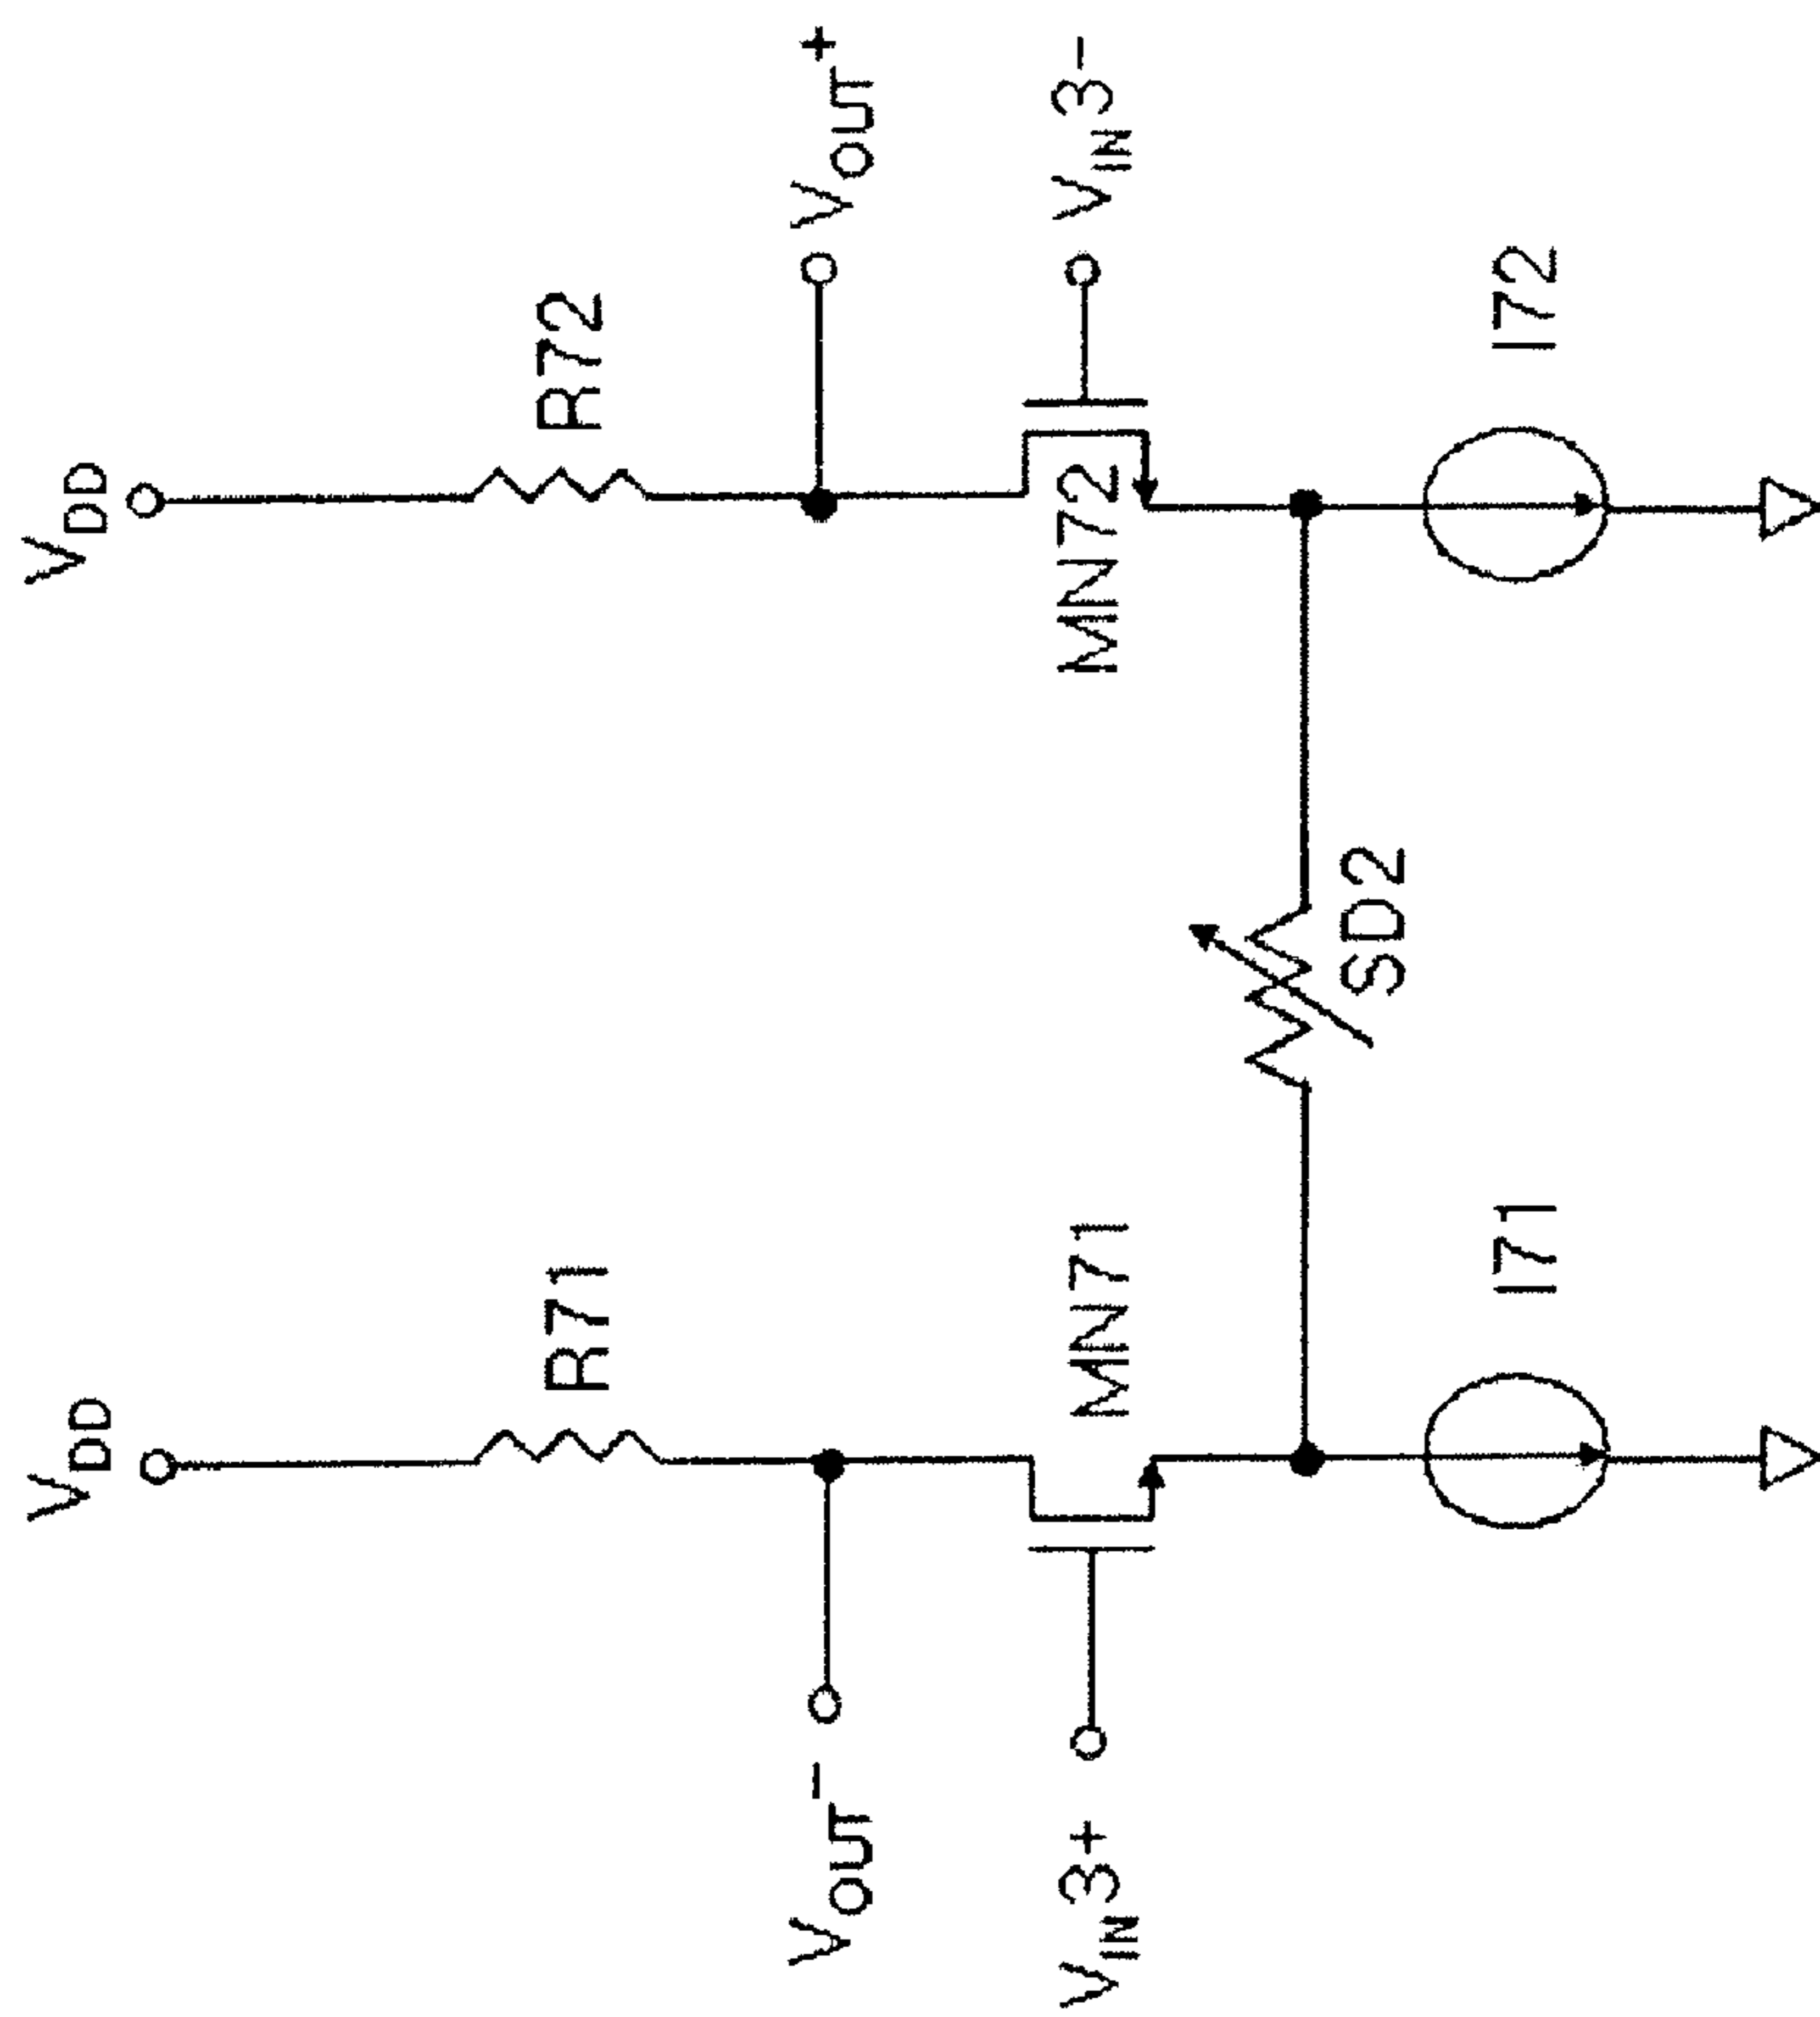 VDD
VDD
R71
R72
VOUT-
VOUT+
VIN3+
MN71
MN72
VIN3-
SD2
I71
I72